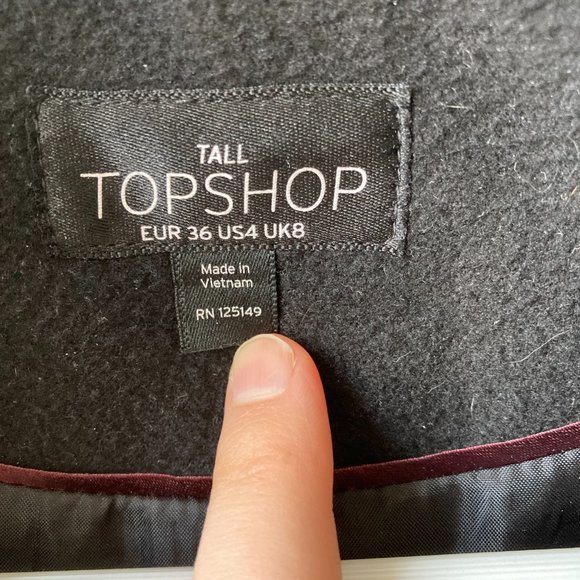 TALL
TOPSHOP
EUR 36 US4 UK8
Made in
Vietnam
RN 125149